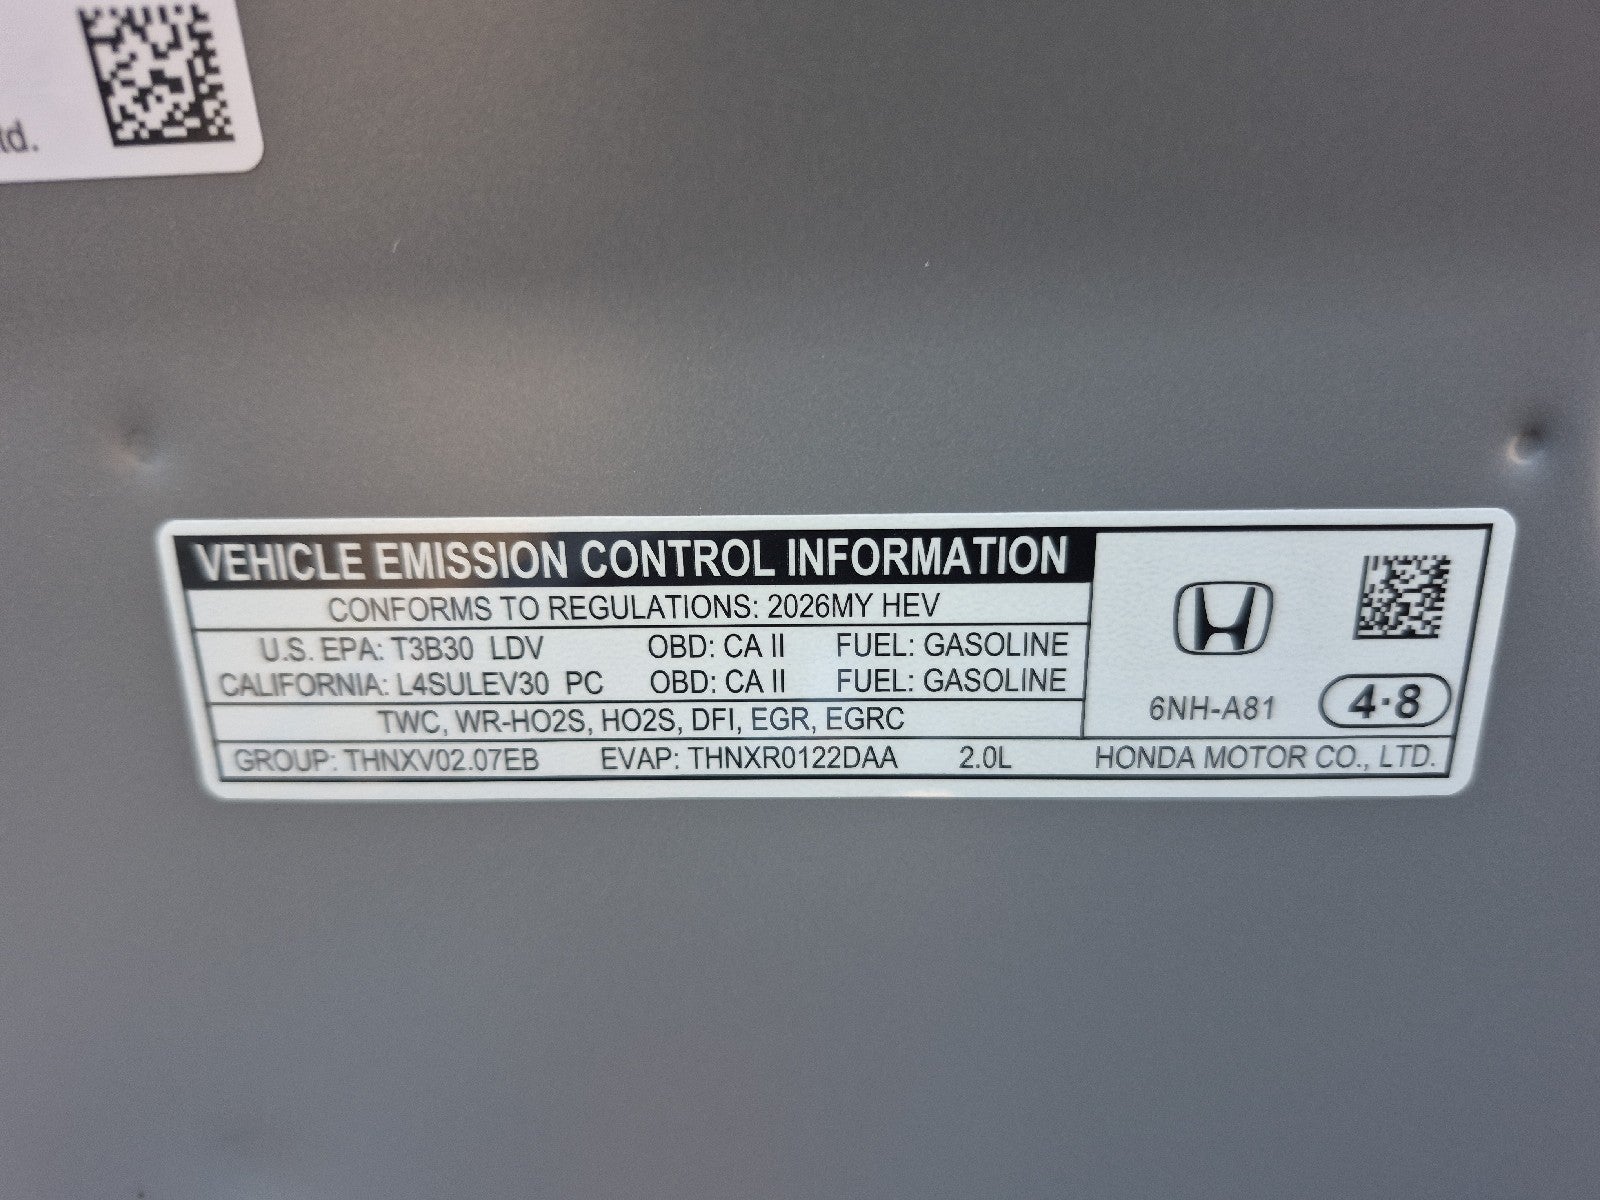 td.
VEHICLE EMISSION CONTROL INFORMATION
CONFORMS TO REGULATIONS: 2026MY HEV
U.S. EPA: T3B30 LDV OBD: CA II FUEL: GASOLINE
CALIFORNIA: L4SULEV30 PC OBD: CA II FUEL: GASOLINE
TWC, WR-HO2S, HO2S, DFI, EGR, EGRC
6NH-A81 4·8
GROUP: THNXV02.07EB EVAP: THNXR0122DAA 2.0L HONDA MOTOR CO., LTD.